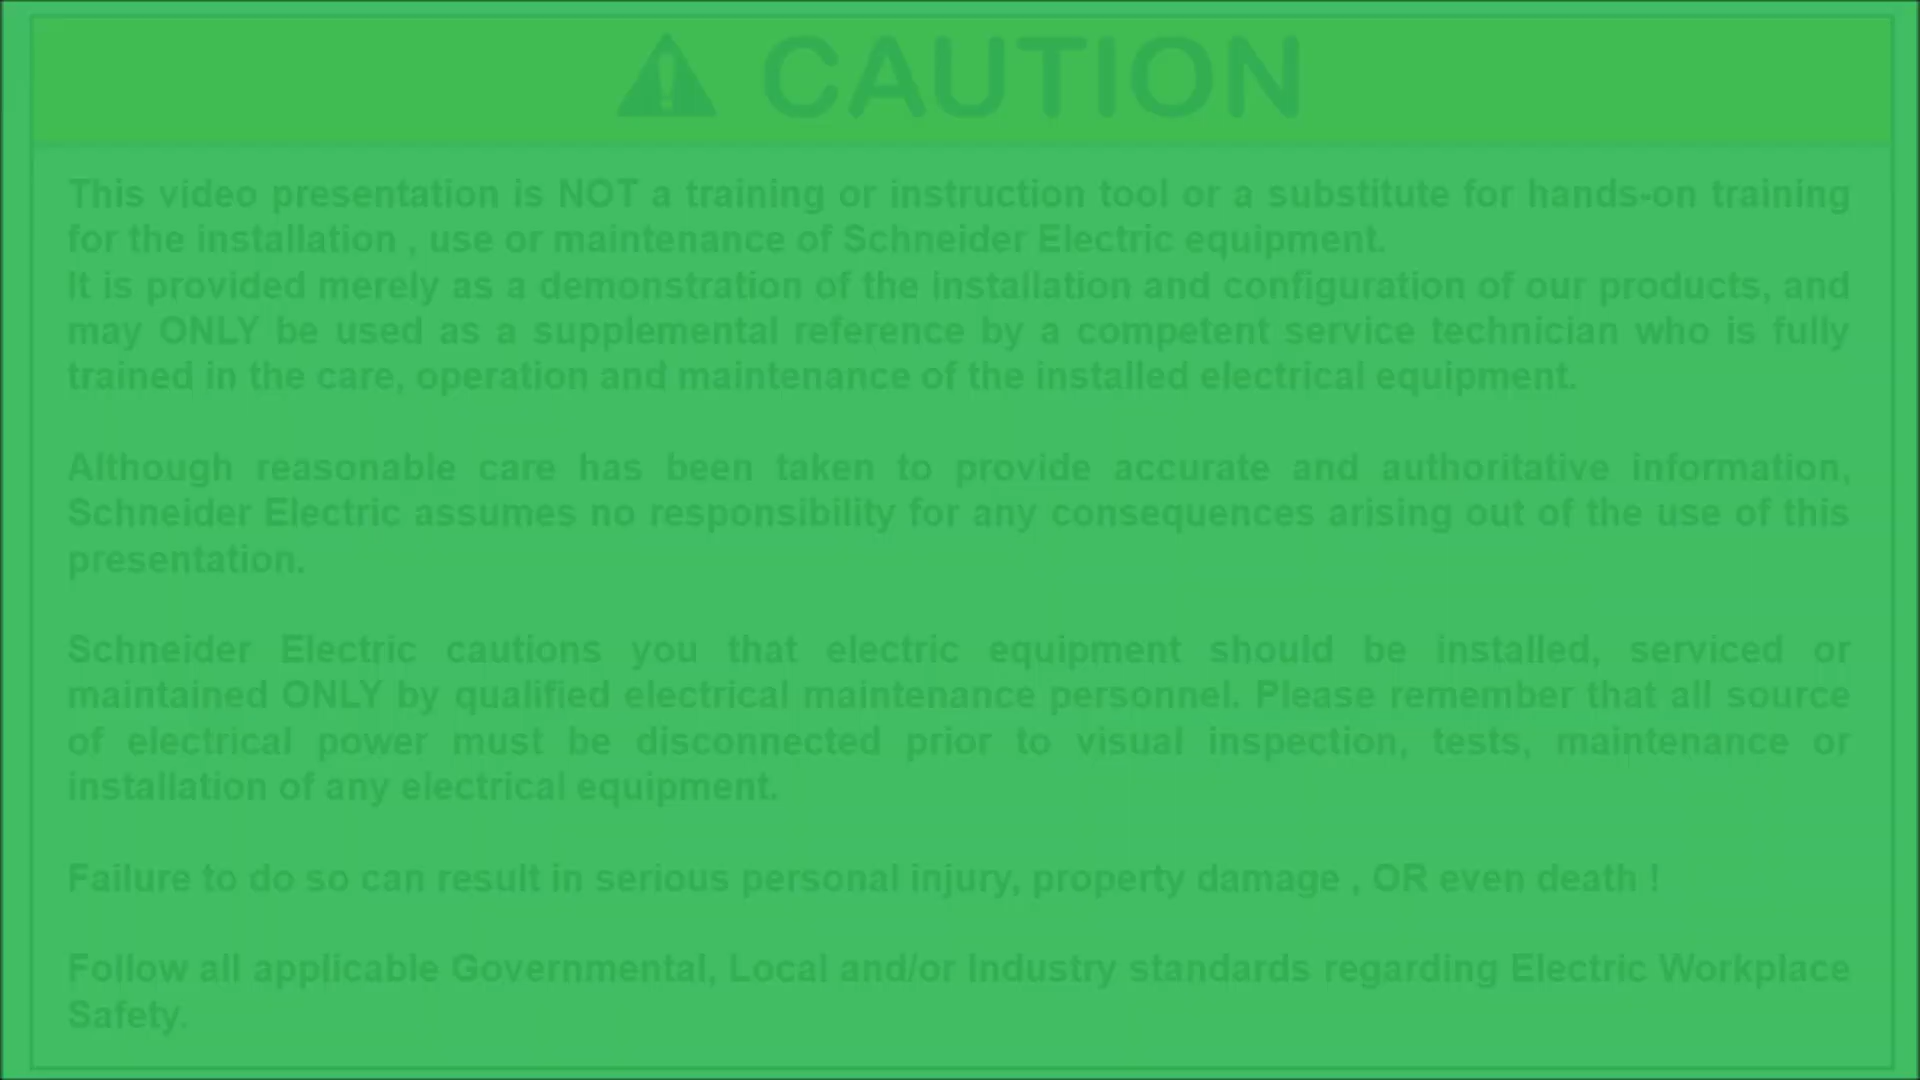 CAUTION
This video presentation is NOT a training or instruction tool or a substitute for hands-on training
for the installation , use or maintenance of Schneider Electric equipment.
It is provided merely as a demonstration of the installation and configuration of our products, and
may ONLY be used as a supplemental reference by a competent service technician who is fully
trained in the care, operation and maintenance of the installed electrical equipment.
Although reasonable care has been taken to provide accurate and authoritative information,
Schneider Electric assumes no responsibility for any consequences arising out of the use of this
presentation.
Schneider Electric cautions you that electric equipment should be installed, serviced or
maintained ONLY by qualified electrical maintenance personnel. Please remember that all source
of electrical power must be disconnected prior to visual inspection, tests, maintenance or
installation of any electrical equipment.
Failure to do so can result in serious personal injury, property damage , OR even death !
Follow all applicable Governmental, Local and/or Industry standards regarding Electric Workplace
Safety.